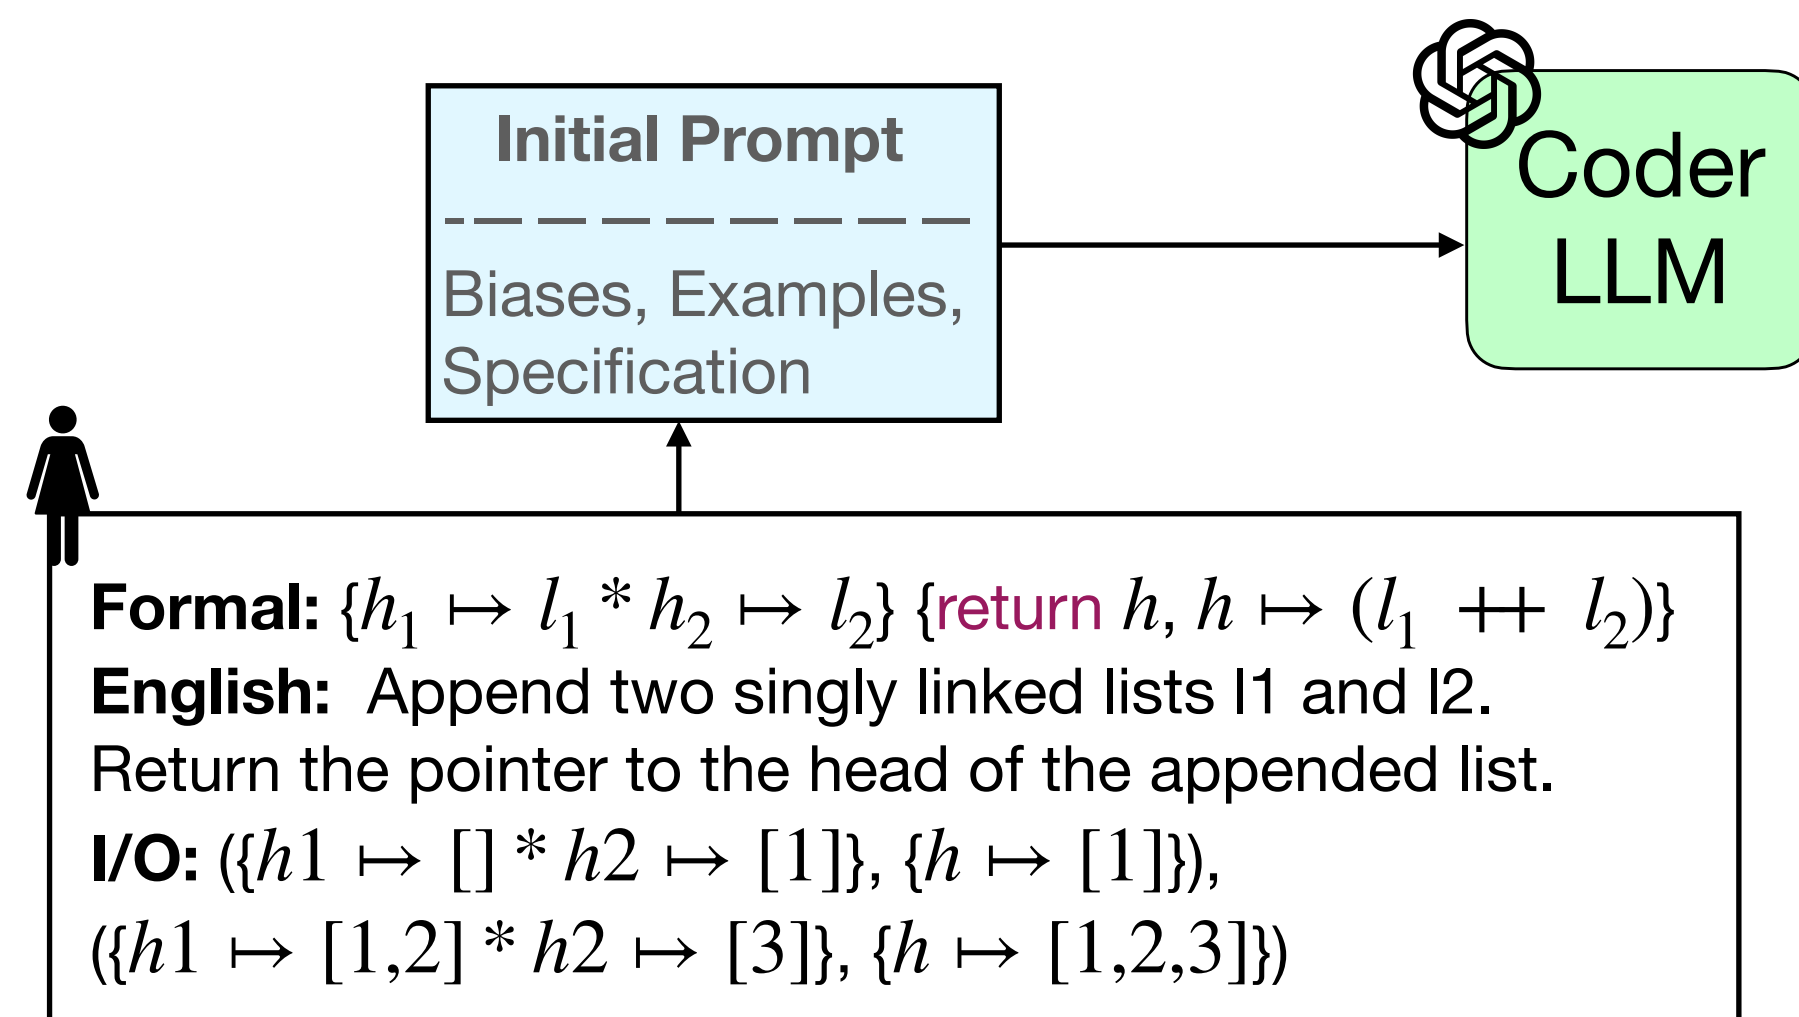 Initial Prompt
Biases, Examples,
Specification
Coder
LLM
Formal: {h₁ ↦ l₁ * h₂ ↦ l₂} {return h, h ↦ (l₁ ++ l₂)}
English: Append two singly linked lists l1 and l2.
Return the pointer to the head of the appended list.
I/O: ({h1 ↦ [] * h2 ↦ [1]}, {h ↦ [1]}),
({h1 ↦ [1,2] * h2 ↦ [3]}, {h ↦ [1,2,3]})